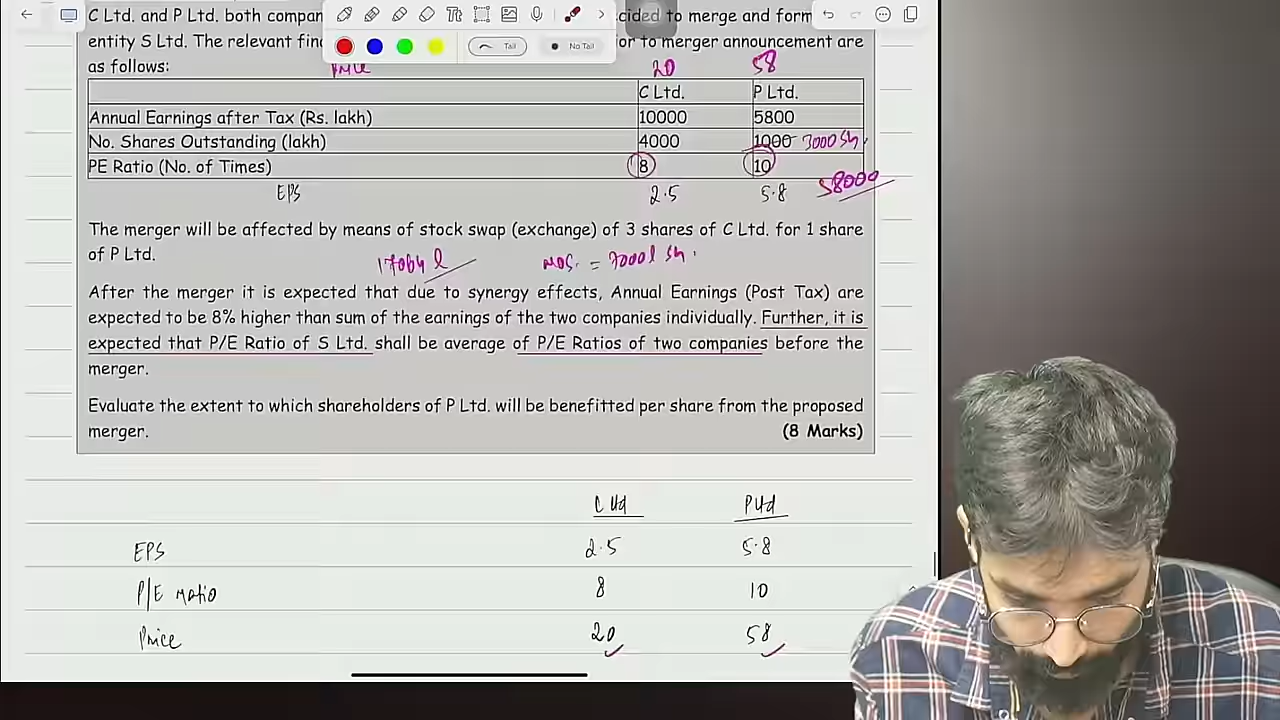 C Ltd. and P Ltd. both compan cided to merge and form
entity S Ltd. The relevant fin or to merger announcement are
as follows: Price 20 58
C Ltd. P Ltd.
Annual Earnings after Tax (Rs. lakh) 10000 5800
No. Shares Outstanding (lakh) 4000 1000 3000 Sh.
PE Ratio (No. of Times) 8 10
EPS 2.5 5.8 58000
The merger will be affected by means of stock swap (exchange) of 3 shares of C Ltd. for 1 share
of P Ltd. 17064 l NOS. = 7000 l Sh.
After the merger it is expected that due to synergy effects, Annual Earnings (Post Tax) are
expected to be 8% higher than sum of the earnings of the two companies individually. Further, it is
expected that P/E Ratio of S Ltd. shall be average of P/E Ratios of two companies before the
merger.
Evaluate the extent to which shareholders of P Ltd. will be benefitted per share from the proposed
merger. (8 Marks)
C Ltd P Ltd
EPS 2.5 5.8
P/E Ratio 8 10
Price 20 58
Tt
Tail No Tail